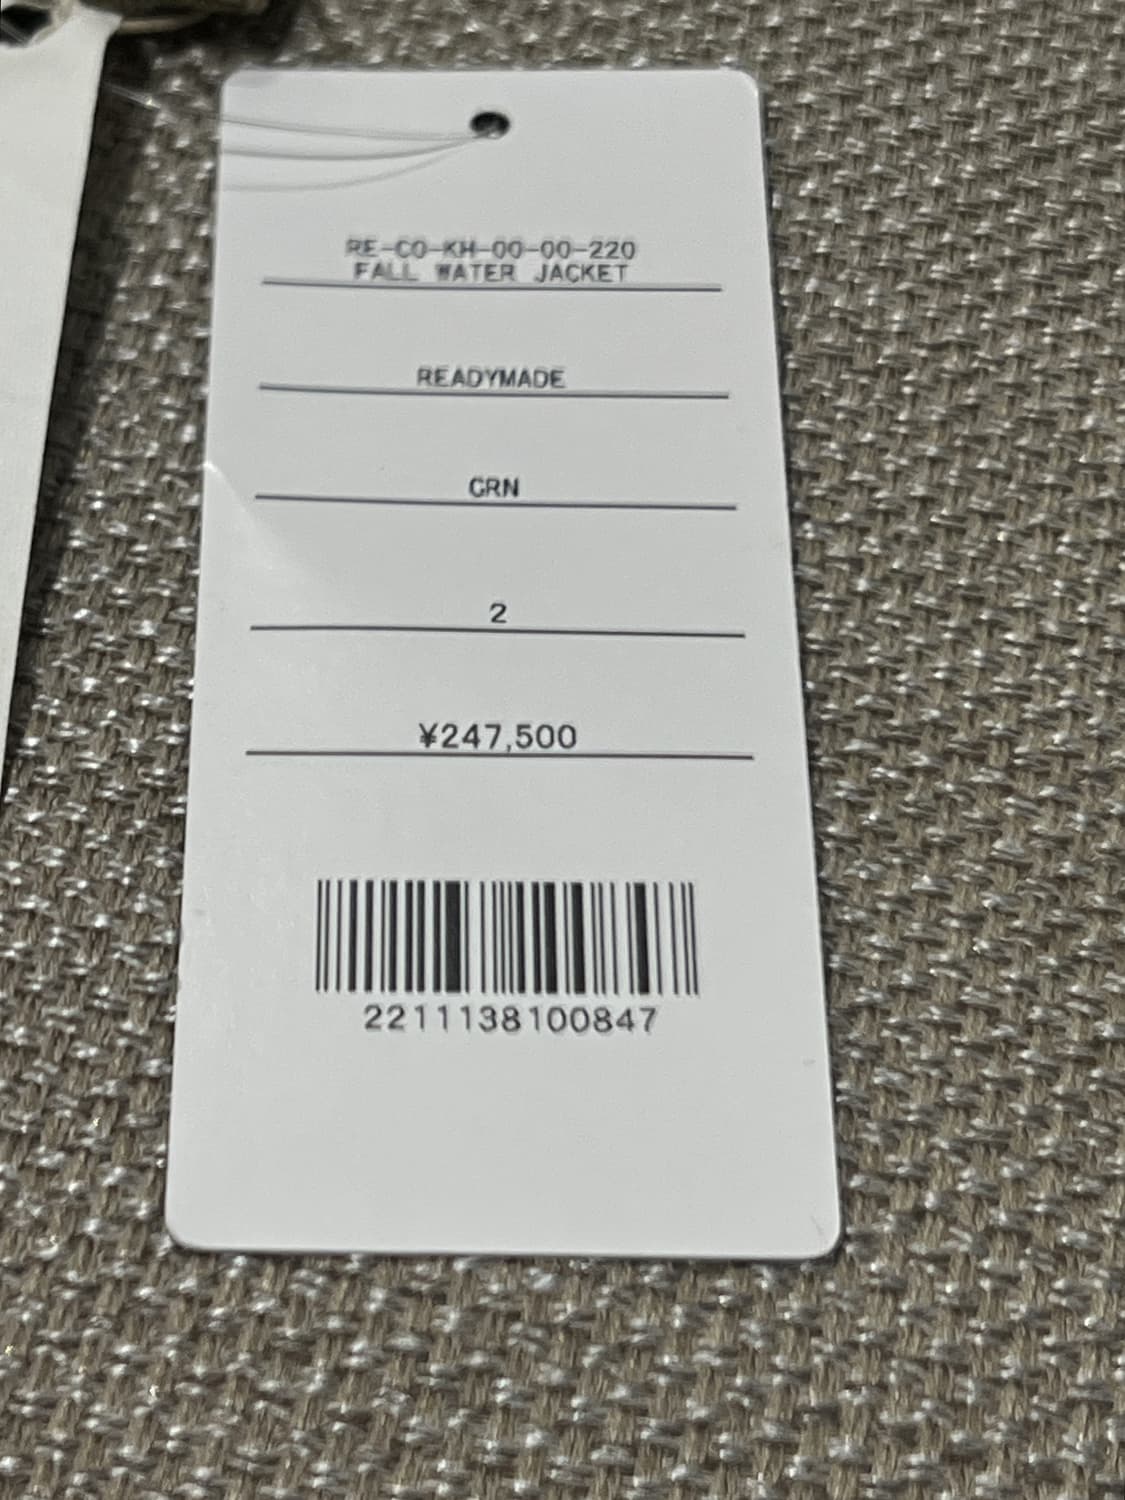 RE-CO-KH-00-00-220
FALL WATER JACKET
READYMADE
GRN
2
¥247,500
2211138100847